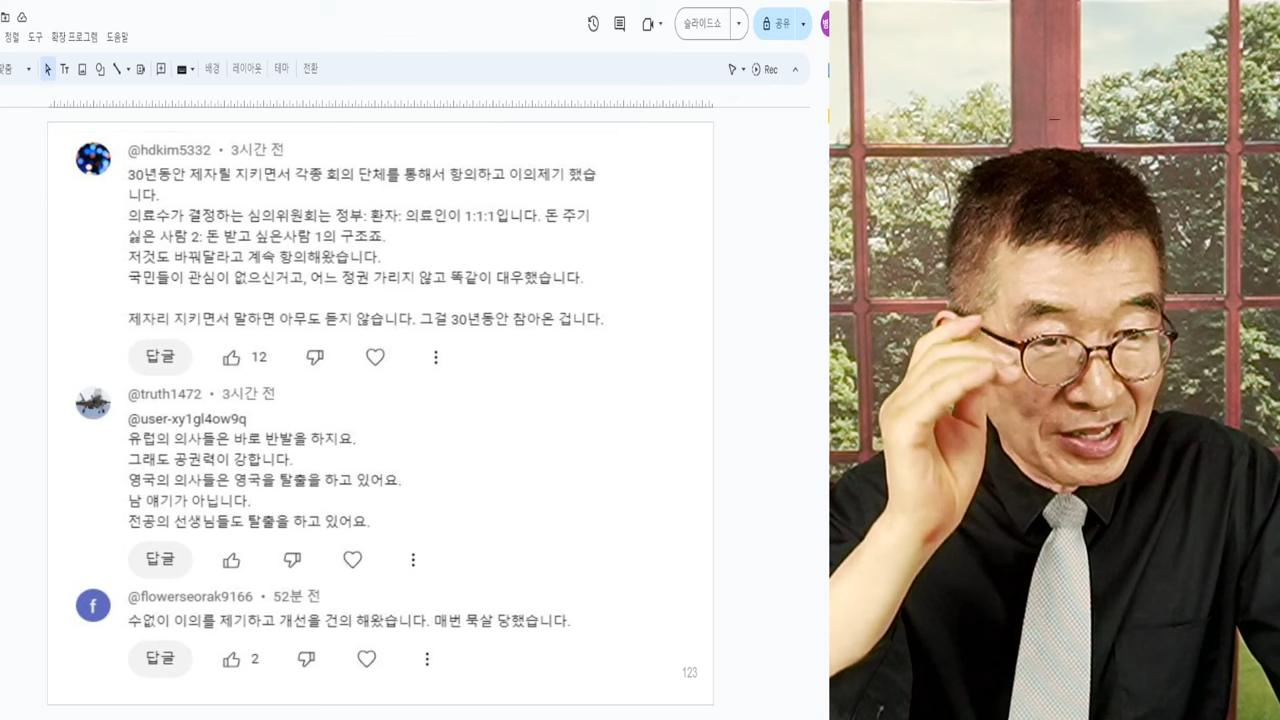 정렬 도구 확장 프로그램 도움말
슬라이드쇼
공유
맞춤
배경 레이아웃 테마 전환
Rec
@hdkim5332 • 3시간 전
30년동안 제자릴 지키면서 각종 회의 단체를 통해서 항의하고 이의제기 했습
니다.
의료수가 결정하는 심의위원회는 정부: 환자: 의료인이 1:1:1입니다. 돈 주기
싫은 사람 2: 돈 받고 싶은사람 1의 구조죠.
저것도 바꿔달라고 계속 항의해왔습니다.
국민들이 관심이 없으신거고, 어느 정권 가리지 않고 똑같이 대우했습니다.
제자리 지키면서 말하면 아무도 듣지 않습니다. 그걸 30년동안 참아온 겁니다.
답글 12
@truth1472 • 3시간 전
@user-xy1gl4ow9q
유럽의 의사들은 바로 반발을 하지요.
그래도 공권력이 강합니다.
영국의 의사들은 영국을 탈출을 하고 있어요.
남 얘기가 아닙니다.
전공의 선생님들도 탈출을 하고 있어요.
답글
f
@flowerseorak9166 • 52분 전
수없이 이의를 제기하고 개선을 건의 해왔습니다. 매번 묵살 당했습니다.
답글 2
123